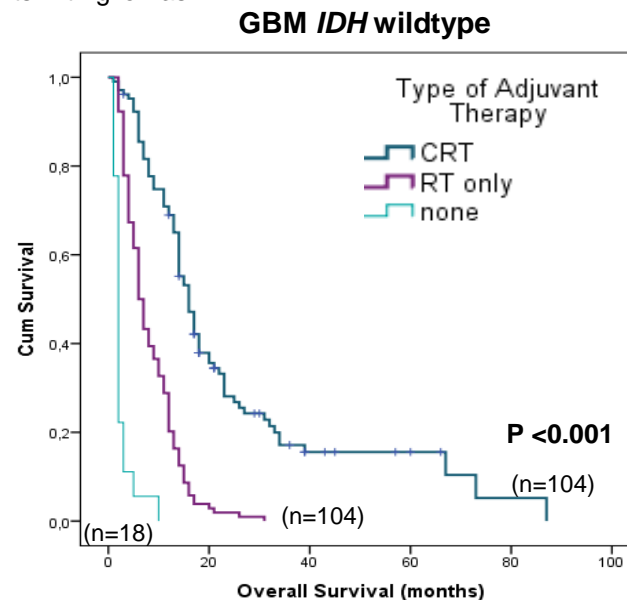 GBM IDH wildtype
Type of Adjuvant
Therapy
CRT
RT only
none
1,0
0,8
0,6
0,4
0,2
0,0
Cum Survival
P <0.001
(n=104)
(n=104)
(n=18)
0 20 40 60 80 100
Overall Survival (months)